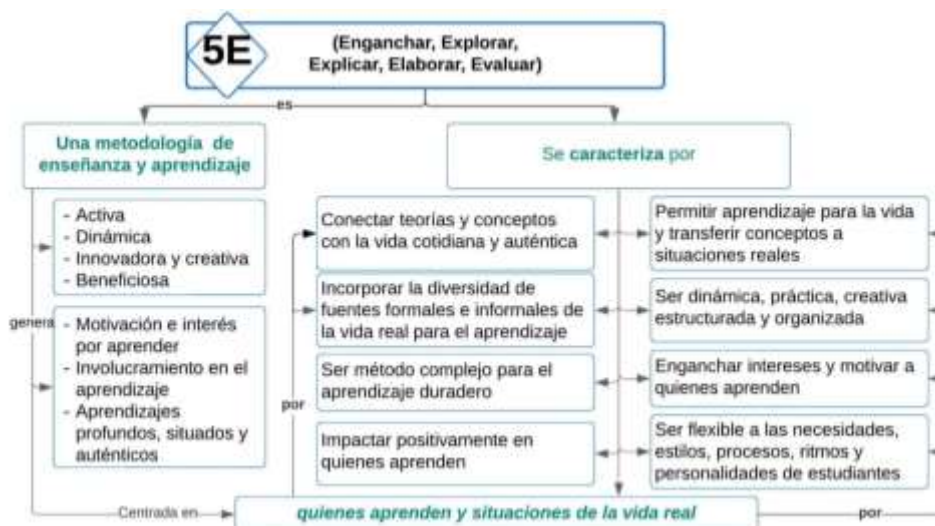 5E
(Enganchar, Explorar,
Explicar, Elaborar, Evaluar)
es
Una metodología de
enseñanza y aprendizaje
Se caracteriza por
- Activa
- Dinámica
- Innovadora y creativa
- Beneficiosa
genera
- Motivación e interés
por aprender
- Involucramiento en el
aprendizaje
- Aprendizajes
profundos, situados y
auténticos
Conectar teorías y conceptos
con la vida cotidiana y auténtica
Incorporar la diversidad de
fuentes formales e informales de
la vida real para el aprendizaje
Ser método complejo para el
aprendizaje duradero
Impactar positivamente en
quienes aprenden
por
Permitir aprendizaje para la vida
y transferir conceptos a
situaciones reales
Ser dinámica, práctica, creativa
estructurada y organizada
Enganchar intereses y motivar a
quienes aprenden
Ser flexible a las necesidades,
estilos, procesos, ritmos y
personalidades de estudiantes
Centrada en
quienes aprenden y situaciones de la vida real
por